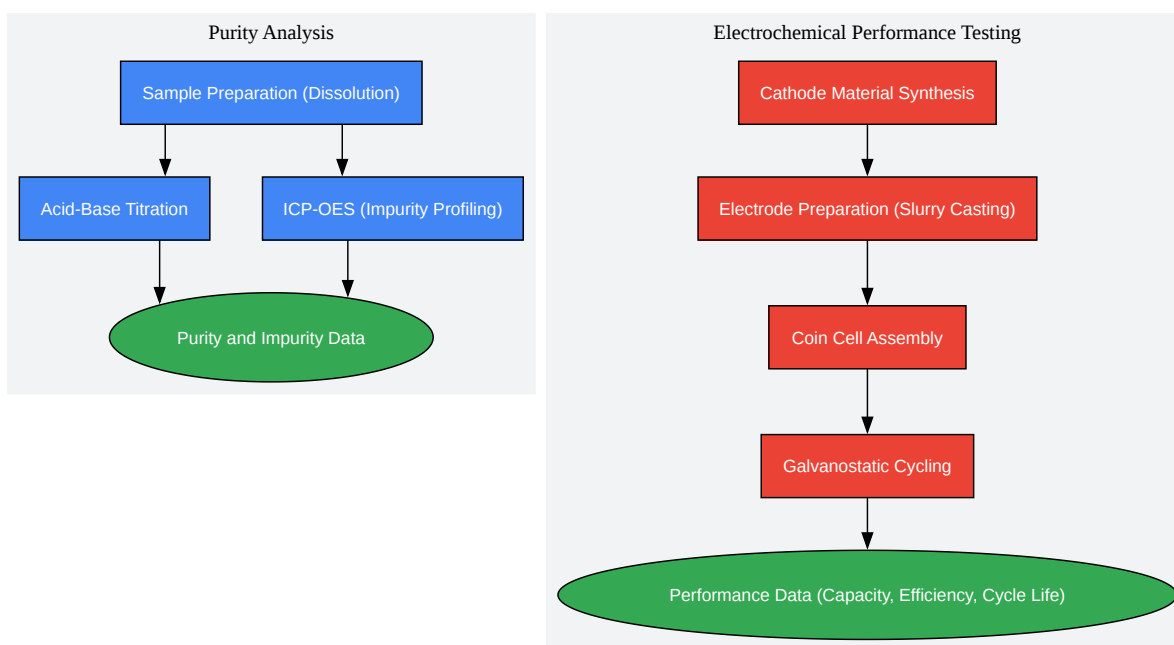 Purity Analysis
Sample Preparation (Dissolution)
Acid-Base Titration
ICP-OES (Impurity Profiling)
Purity and Impurity Data
Electrochemical Performance Testing
Cathode Material Synthesis
Electrode Preparation (Slurry Casting)
Coin Cell Assembly
Galvanostatic Cycling
Performance Data (Capacity, Efficiency, Cycle Life)